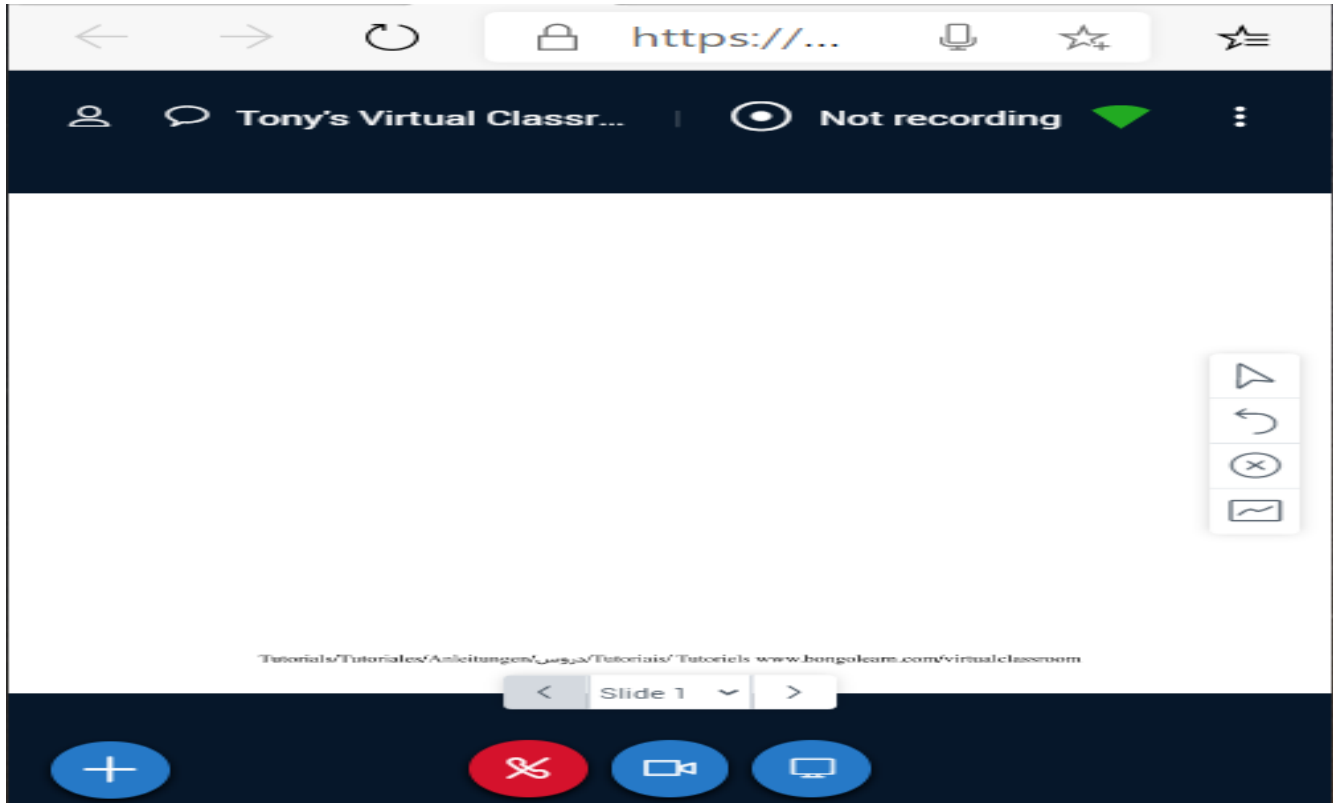 https://...
Tony's Virtual Classr...
Not recording
Tutorials/Tutoriales/Anleitungen/دروس/Tutoriais/ Tutoriels www.bongolearn.com/virtualclassroom
Slide 1